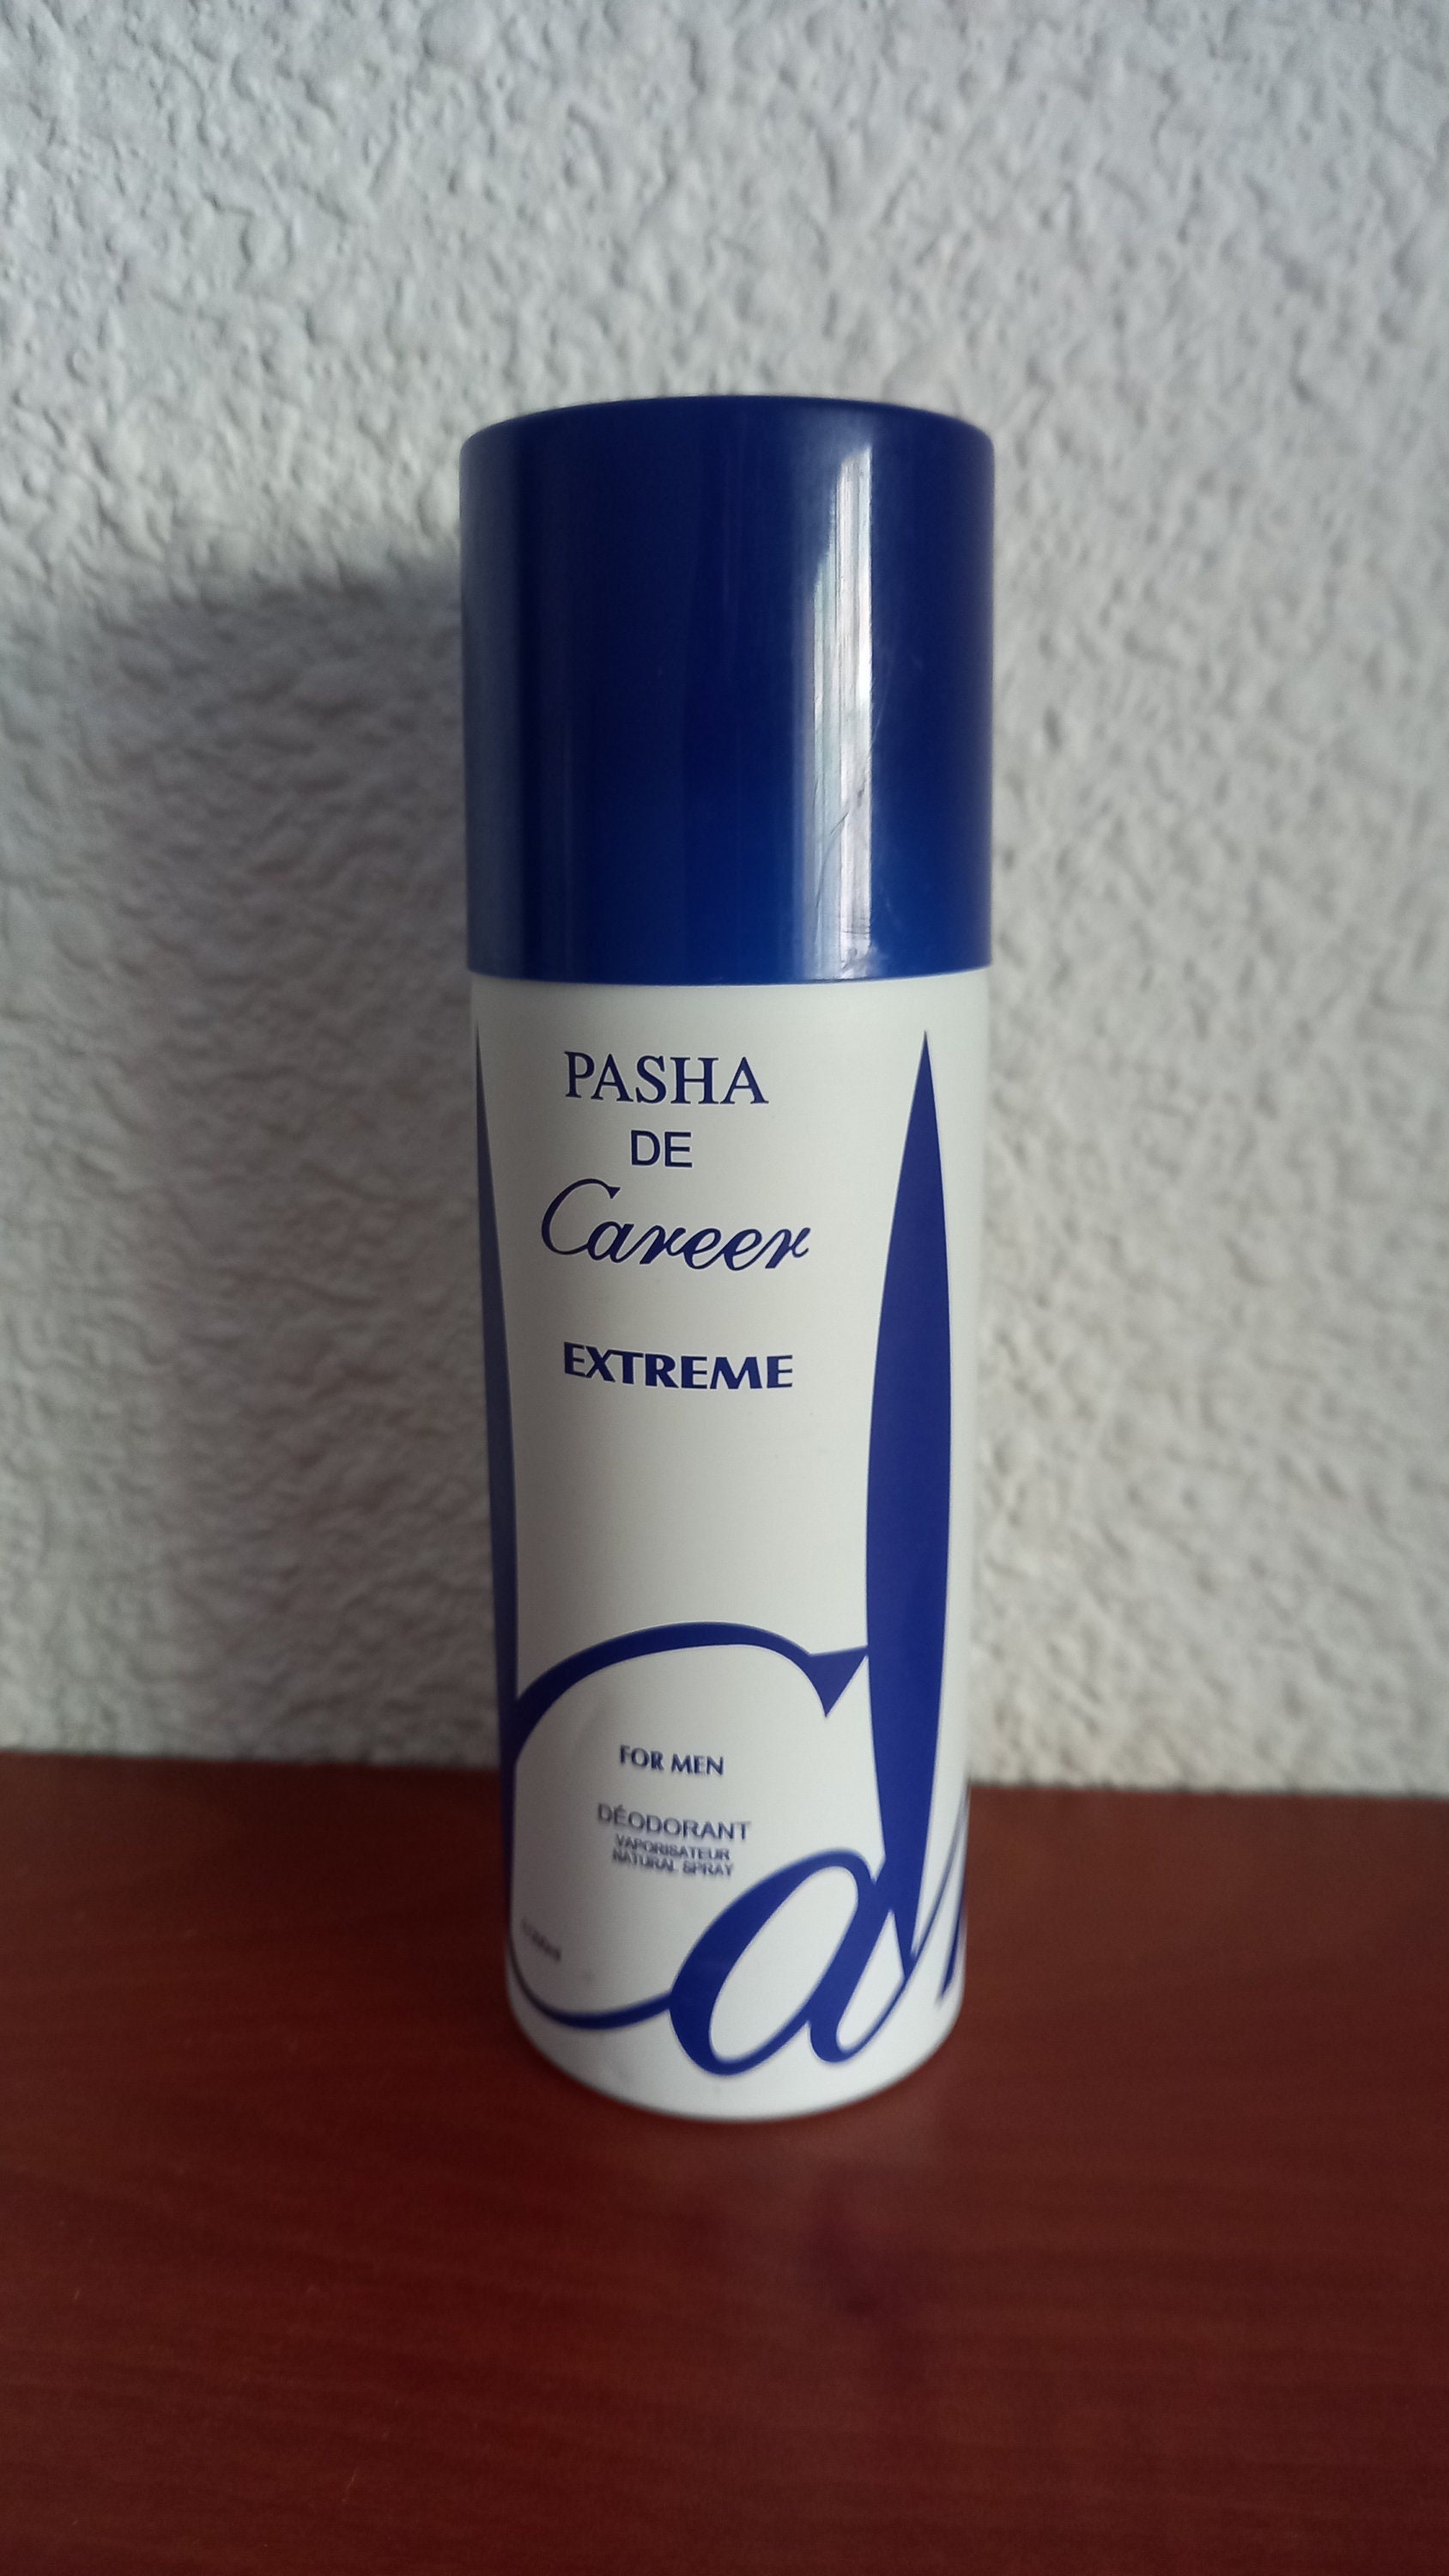 PASHA
DE
Career
EXTREME
FOR MEN
DÉODORANT
VAPORISATEUR
NATURAL SPRAY